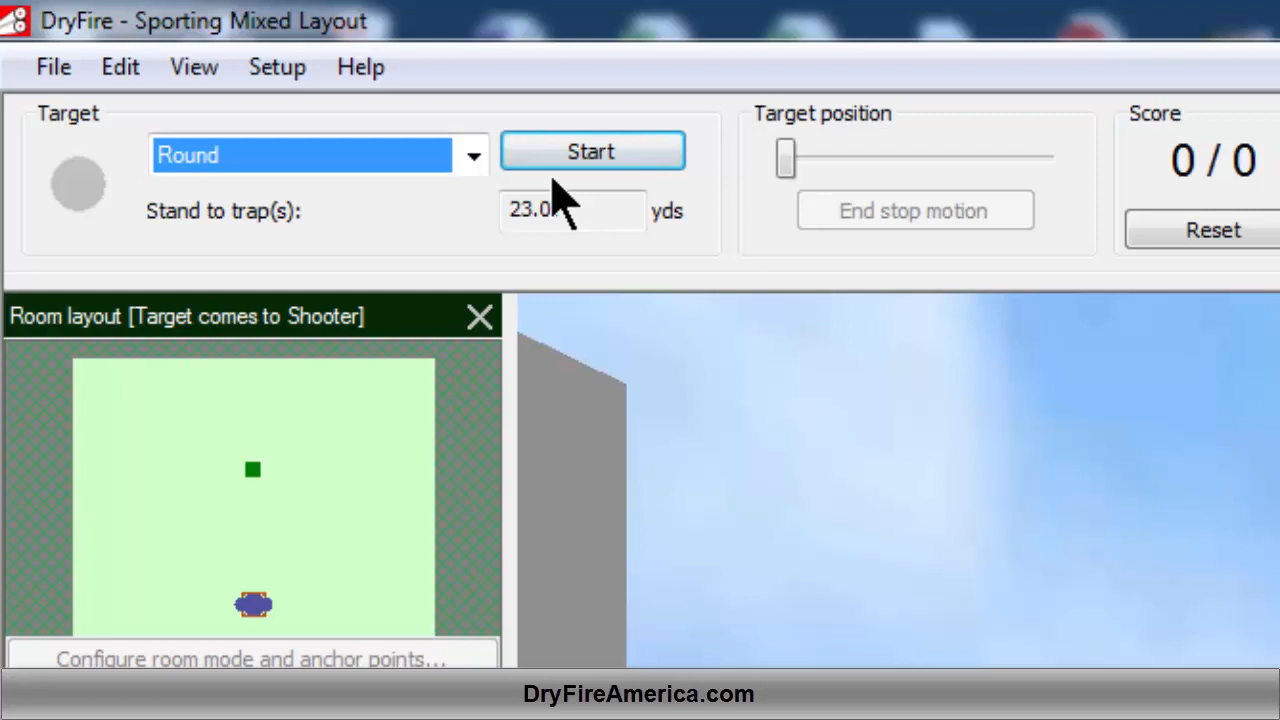 DryFire - Sporting Mixed Layout
File Edit View Setup Help
Target
Target position
Score
Round
Start
0 / 0
Stand to trap(s):
23.0
yds
End stop motion
Reset
Room layout [Target comes to Shooter]
Configure room mode and anchor points...
DryFireAmerica.com